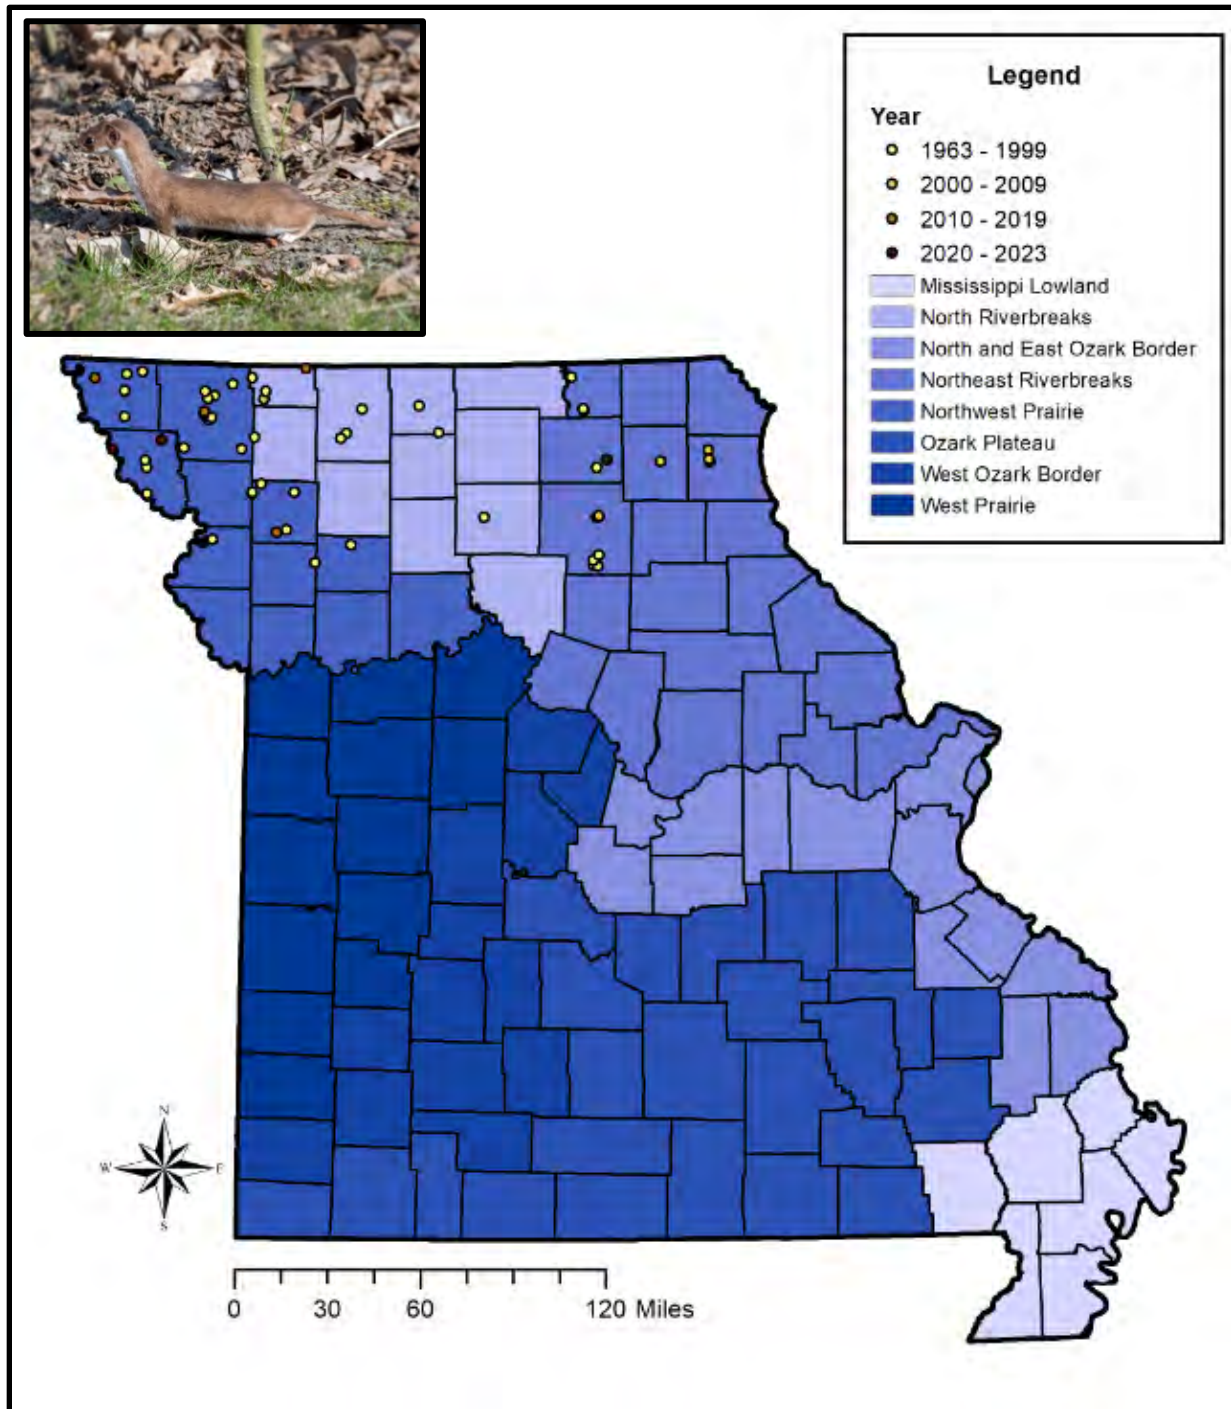 Legend
Year
1963 - 1999
2000 - 2009
2010 - 2019
2020 - 2023
Mississippi Lowland
North Riverbreaks
North and East Ozark Border
Northeast Riverbreaks
Northwest Prairie
Ozark Plateau
West Ozark Border
West Prairie
N
W E
S
0 30 60 120 Miles